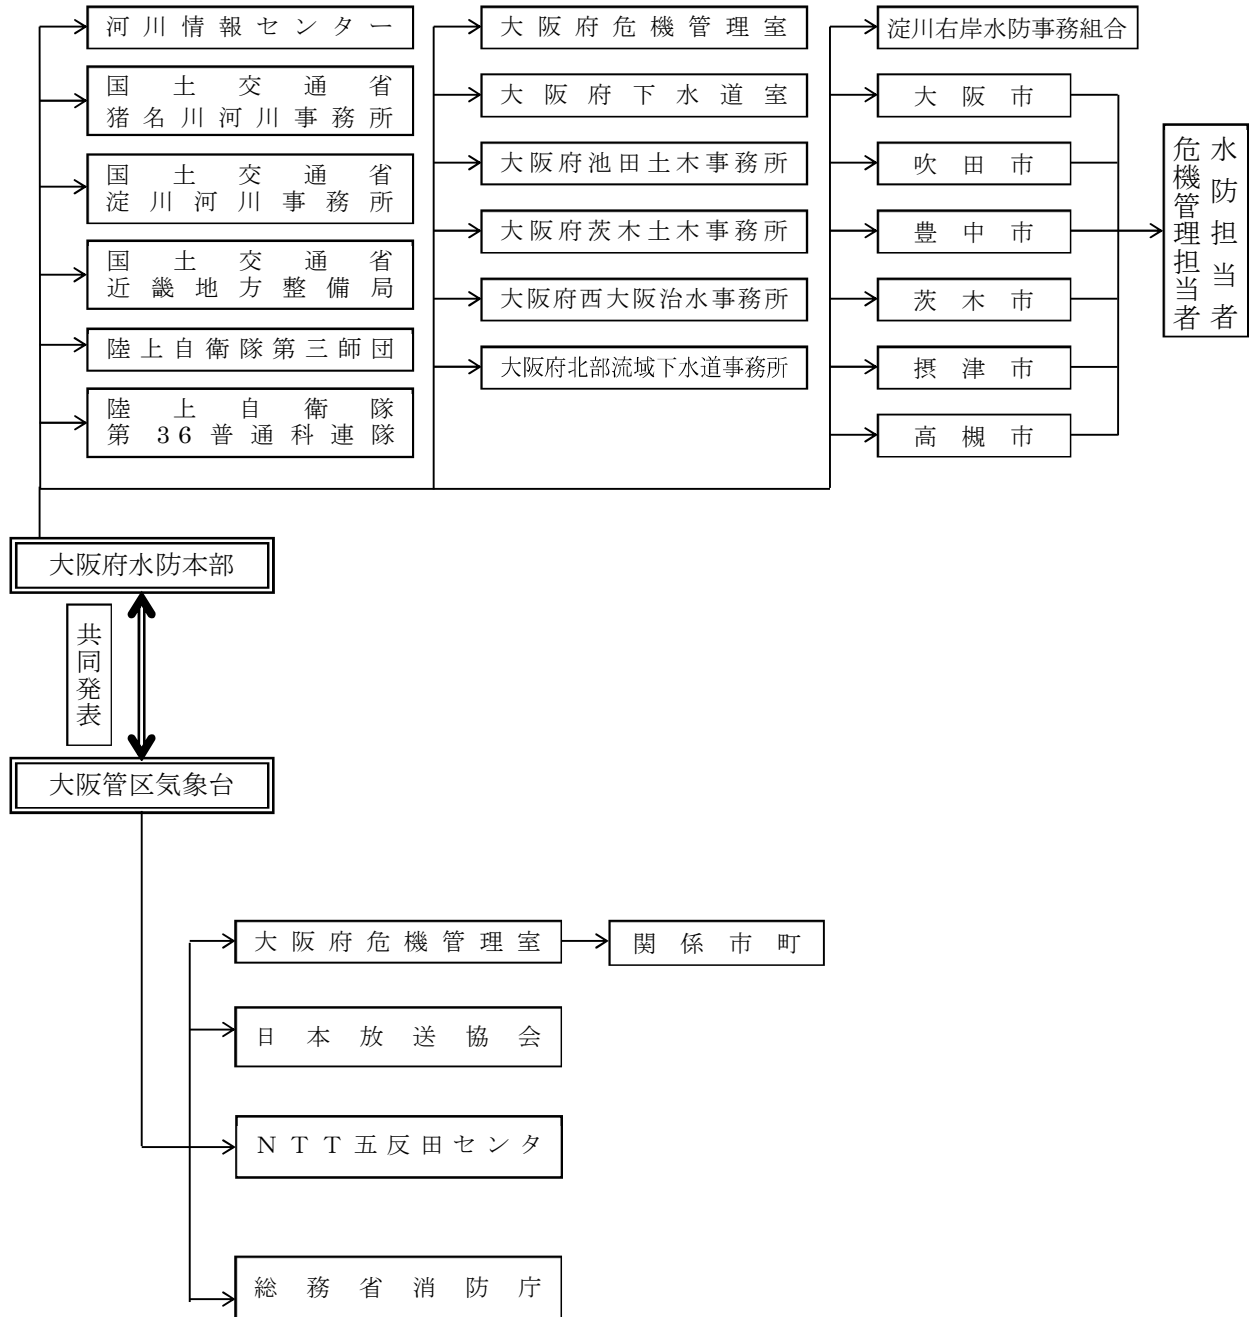 河川情報センター
国土交通省
猪名川河川事務所
国土交通省
淀川河川事務所
国土交通省
近畿地方整備局
陸上自衛隊第三師団
陸上自衛隊
第36普通科連隊
大阪府危機管理室
大阪府下水道室
大阪府池田土木事務所
大阪府茨木土木事務所
大阪府西大阪治水事務所
大阪府北部流域下水道事務所
淀川右岸水防事務組合
大阪市
吹田市
豊中市
茨木市
摂津市
高槻市
水防担当者
危機管理担当者
大阪府水防本部
共同発表
大阪管区気象台
大阪府危機管理室
関係市町
日本放送協会
NTT五反田センタ
総務省消防庁